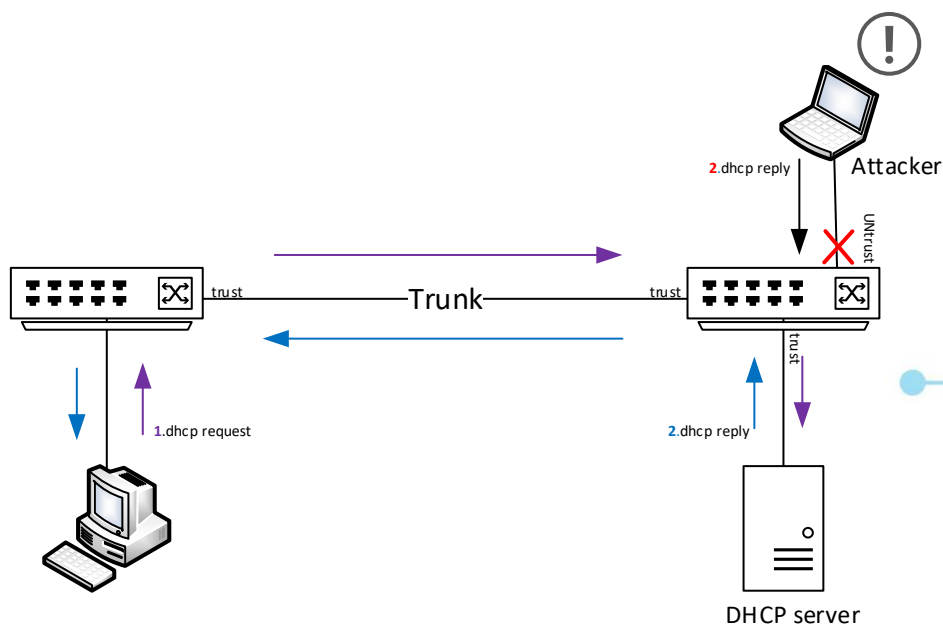 !
2.dhcp reply
Attacker
UNtrust
trust
Trunk
trust
trust
1.dhcp request
2.dhcp reply
DHCP server